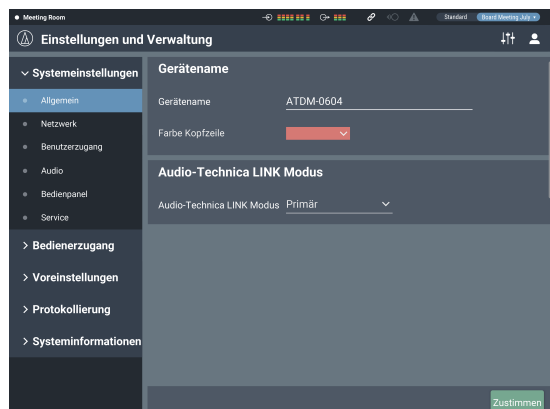 Meeting Room
Standard
Board Meeting July
Einstellungen und Verwaltung
Systemeinstellungen
Allgemein
Netzwerk
Benutzerzugang
Audio
Bedienpanel
Service
Bedienerzugang
Voreinstellungen
Protokollierung
Systeminformationen
Gerätename
Gerätename ATDM-0604
Farbe Kopfzeile
Audio-Technica LINK Modus
Audio-Technica LINK Modus Primär
Zustimmen